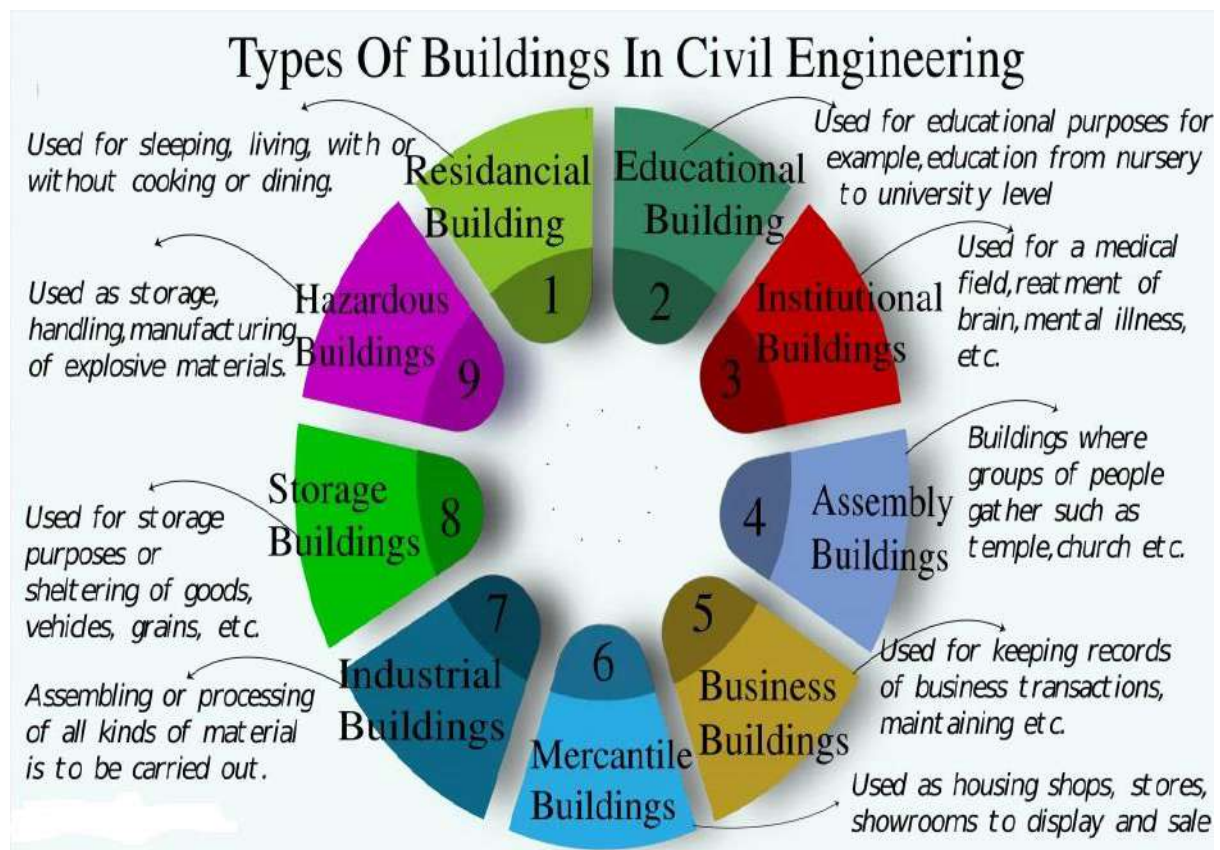 Types Of Buildings In Civil Engineering
Residancial
Building
1
Used for sleeping, living, with or
without cooking or dining.
Educational
Building
2
Used for educational purposes for
example,education from nursery
to university level
Institutional
Buildings
3
Used for a medical
field,reatment of
brain,mental illness,
etc.
Assembly
Buildings
4
Buildings where
groups of people
gather such as
temple,church etc.
Business
Buildings
5
Used for keeping records
of business transactions,
maintaining etc.
Mercantile
Buildings
6
Used as housing shops, stores,
showrooms to display and sale
Industrial
Buildings
7
Assembling or processing
of all kinds of material
is to be carried out.
Storage
Buildings
8
Used for storage
purposes or
sheltering of goods,
vehicles, grains, etc.
Hazardous
Buildings
9
Used as storage,
handling,manufacturing
of explosive materials.